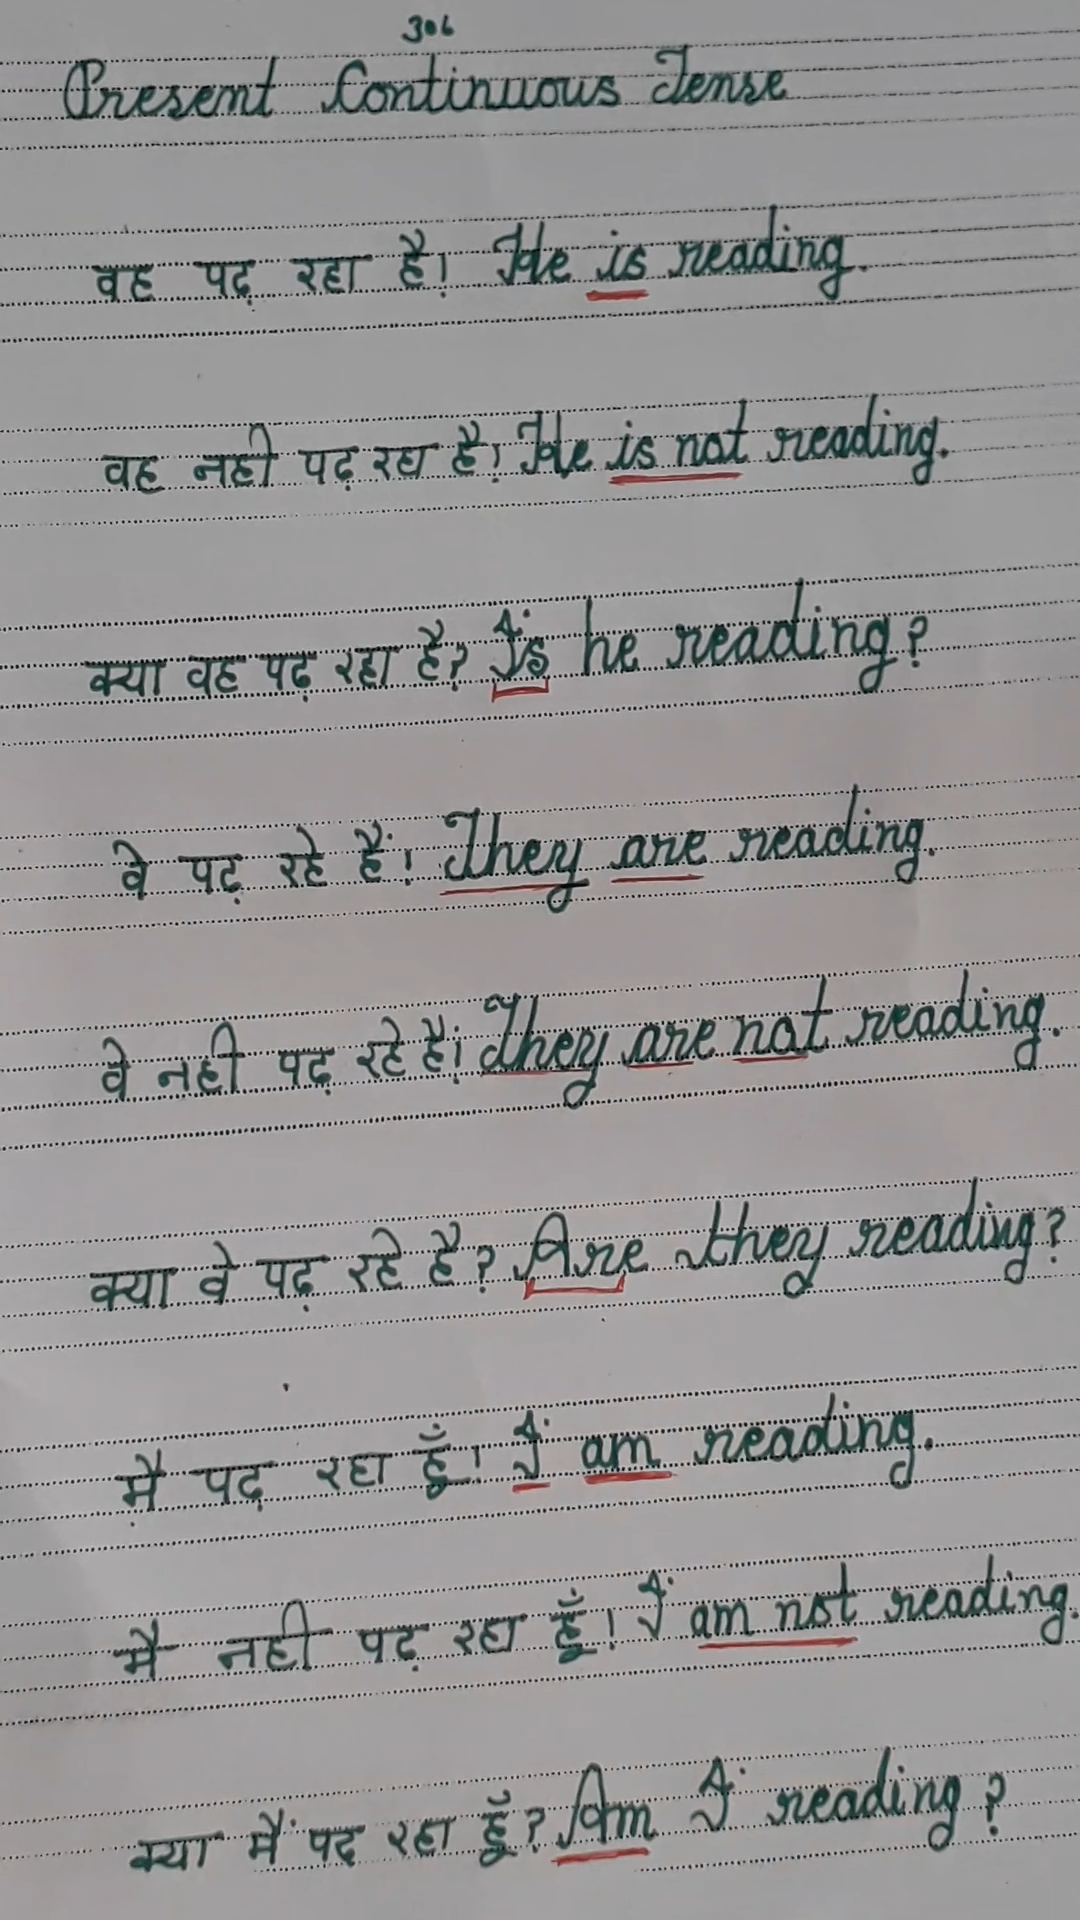 306
Present Continuous Tense
वह पढ़ रहा है। He is reading.
वह नही पढ़ रहा है। He is not reading.
क्या वह पढ़ रहा है? Is he reading?
वे पढ़ रहे हैं। They are reading.
वे नही पढ़ रहे हैं। They are not reading.
क्या वे पढ़ रहे है? Are they reading?
मै पढ़ रहा हूँ। I am reading.
मै नही पढ़ रहा हूँ। I am not reading.
क्या मैं पढ रहा हूँ? Am I reading?